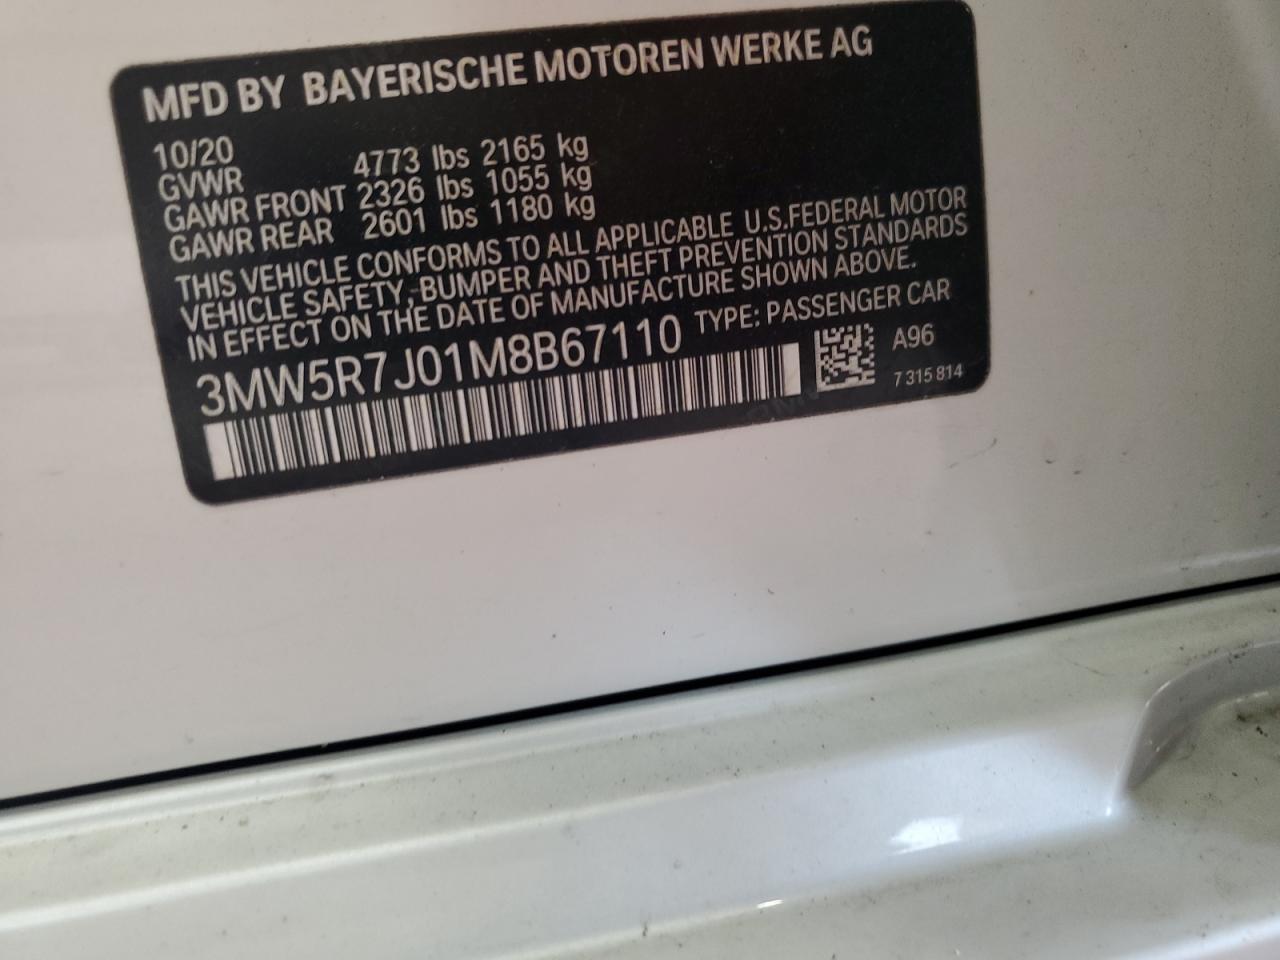 MFD BY BAYERISCHE MOTOREN WERKE AG
10/20
GVWR 4773 lbs 2165 kg
GAWR FRONT 2326 lbs 1055 kg
GAWR REAR 2601 lbs 1180 kg
THIS VEHICLE CONFORMS TO ALL APPLICABLE U.S.FEDERAL MOTOR
VEHICLE SAFETY, BUMPER AND THEFT PREVENTION STANDARDS
IN EFFECT ON THE DATE OF MANUFACTURE SHOWN ABOVE.
3MW5R7J01M8B67110 TYPE: PASSENGER CAR
A96
7 315 814